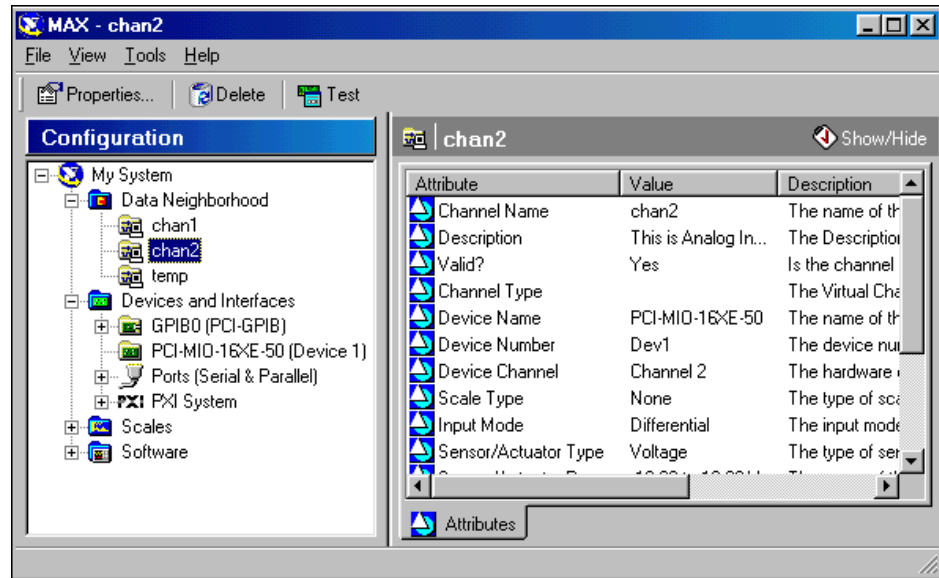 MAX - chan2
File View Tools Help
Properties... Delete Test
Configuration
My System
Data Neighborhood
chan1
chan2
temp
Devices and Interfaces
GPIB0 (PCI-GPIB)
PCI-MIO-16XE-50 (Device 1)
Ports (Serial & Parallel)
PXI PXI System
Scales
Software
chan2 Show/Hide
Attribute Value Description
Channel Name chan2 The name of th
Description This is Analog In... The Description
Valid? Yes Is the channel
Channel Type The Virtual Cha
Device Name PCI-MIO-16XE-50 The name of th
Device Number Dev1 The device nu
Device Channel Channel 2 The hardware
Scale Type None The type of sca
Input Mode Differential The input mode
Sensor/Actuator Type Voltage The type of ser
Attributes